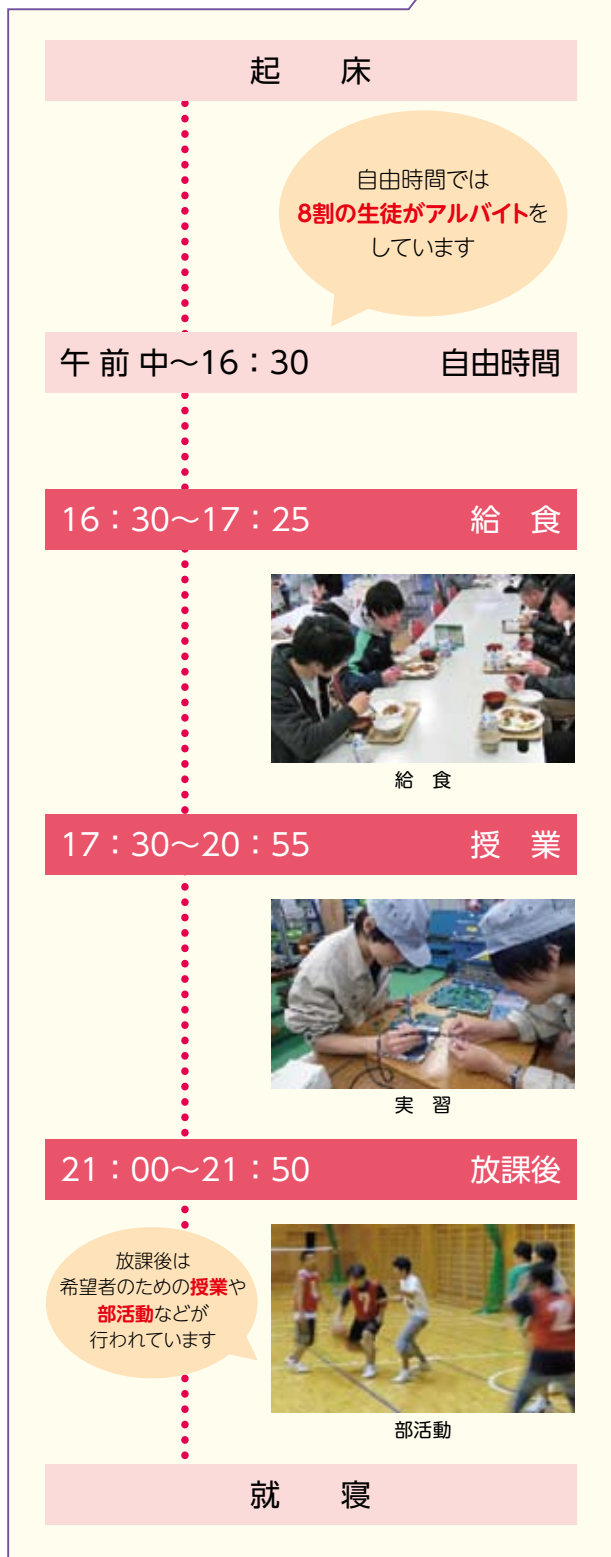 起　床
自由時間では
8割の生徒がアルバイトを
しています
午前中～16：30　自由時間
16：30～17：25　給　食
給　食
17：30～20：55　授　業
実　習
21：00～21：50　放課後
放課後は
希望者のための授業や
部活動などが
行われています
部活動
就　寝